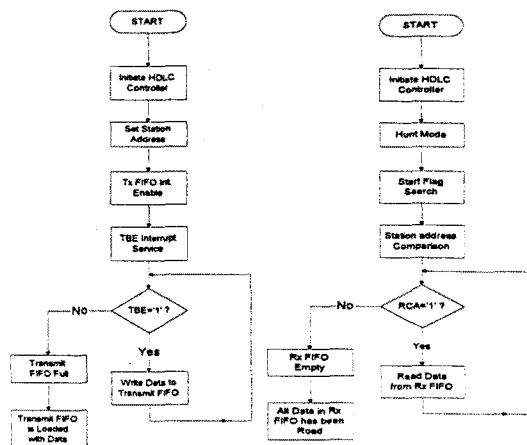 START
Initiate HDLC
Controller
Set Station
Address
Tx FIFO Int.
Enable
TBE Interrupt
Service
TBE='1' ?
No
Yes
Transmit
FIFO Full
Write Data to
Transmit FIFO
Transmit FIFO
is Loaded
with Data
START
Initiate HDLC
Controller
Hunt Mode
Start Flag
Search
Station address
Comparison
RCA='1' ?
No
Yes
Rx FIFO
Empty
Read Data
from Rx FIFO
All Data in Rx
FIFO has been
Road